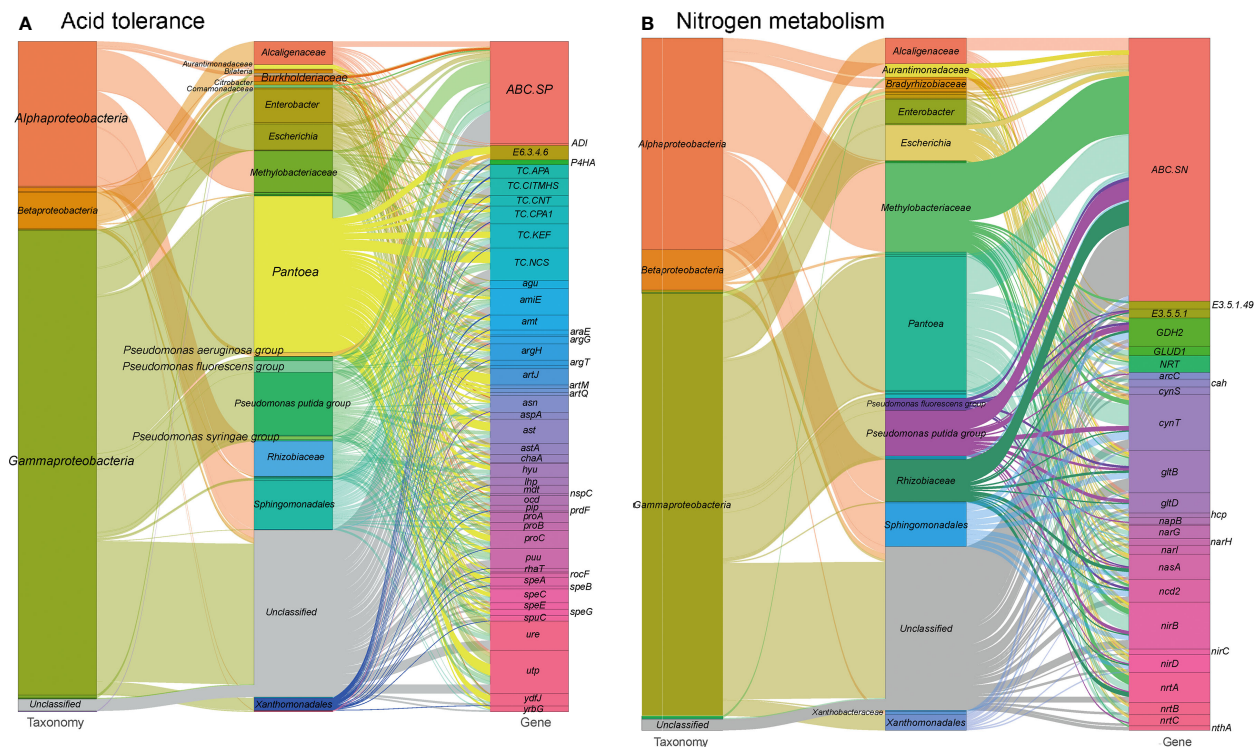 A Acid tolerance
Alphaproteobacteria
Betaproteobacteria
Gammaproteobacteria
Unclassified
Taxonomy
Alcaligenaceae
Aurantimonadaceae
Bilateria
Burkholderiaceae
Citrobacter
Comamonadaceae
Enterobacter
Escherichia
Methylobacteriaceae
Pantoea
Pseudomonas aeruginosa group
Pseudomonas fluorescens group
Pseudomonas putida group
Pseudomonas syringae group
Rhizobiaceae
Sphingomonadales
Unclassified
Xanthomonadales
ABC.SP
ADI
E6.3.4.6
P4HA
TC.APA
TC.CITMHS
TC.CNT
TC.CPA1
TC.KEF
TC.NCS
agu
amiE
amt
araE
argG
argH
argT
artJ
artM
artQ
asn
aspA
ast
astA
chaA
hyu
lhp
mdt
nspC
ocd
pip
prdF
proA
proB
proC
puu
rhaT
rocF
speA
speB
speC
speE
speG
spuC
ure
utp
ydfJ
yrbG
Gene
B Nitrogen metabolism
Alphaproteobacteria
Betaproteobacteria
Gammaproteobacteria
Unclassified
Taxonomy
Alcaligenaceae
Aurantimonadaceae
Bradyrhizobiaceae
Enterobacter
Escherichia
Methylobacteriaceae
Pantoea
Pseudomonas fluorescens group
Pseudomonas putida group
Rhizobiaceae
Sphingomonadales
Unclassified
Xanthobacteraceae
Xanthomonadales
ABC.SN
E3.5.1.49
E3.5.5.1
GDH2
GLUD1
NRT
arcC
cah
cynS
cynT
gltB
gltD
hcp
napB
narG
narH
narI
nasA
ncd2
nirB
nirC
nirD
nrtA
nrtB
nrtC
nthA
Gene